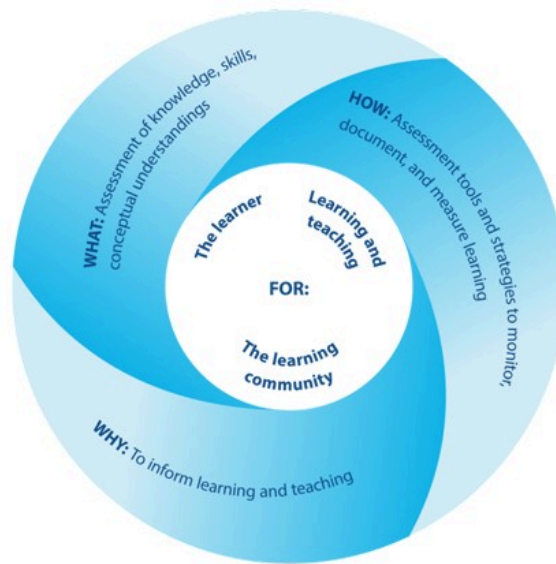 WHAT: Assessment of knowledge, skills,
conceptual understandings
HOW: Assessment tools and strategies to monitor,
document, and measure learning
The learner
Learning and
teaching
FOR:
The learning
community
WHY: To inform learning and teaching